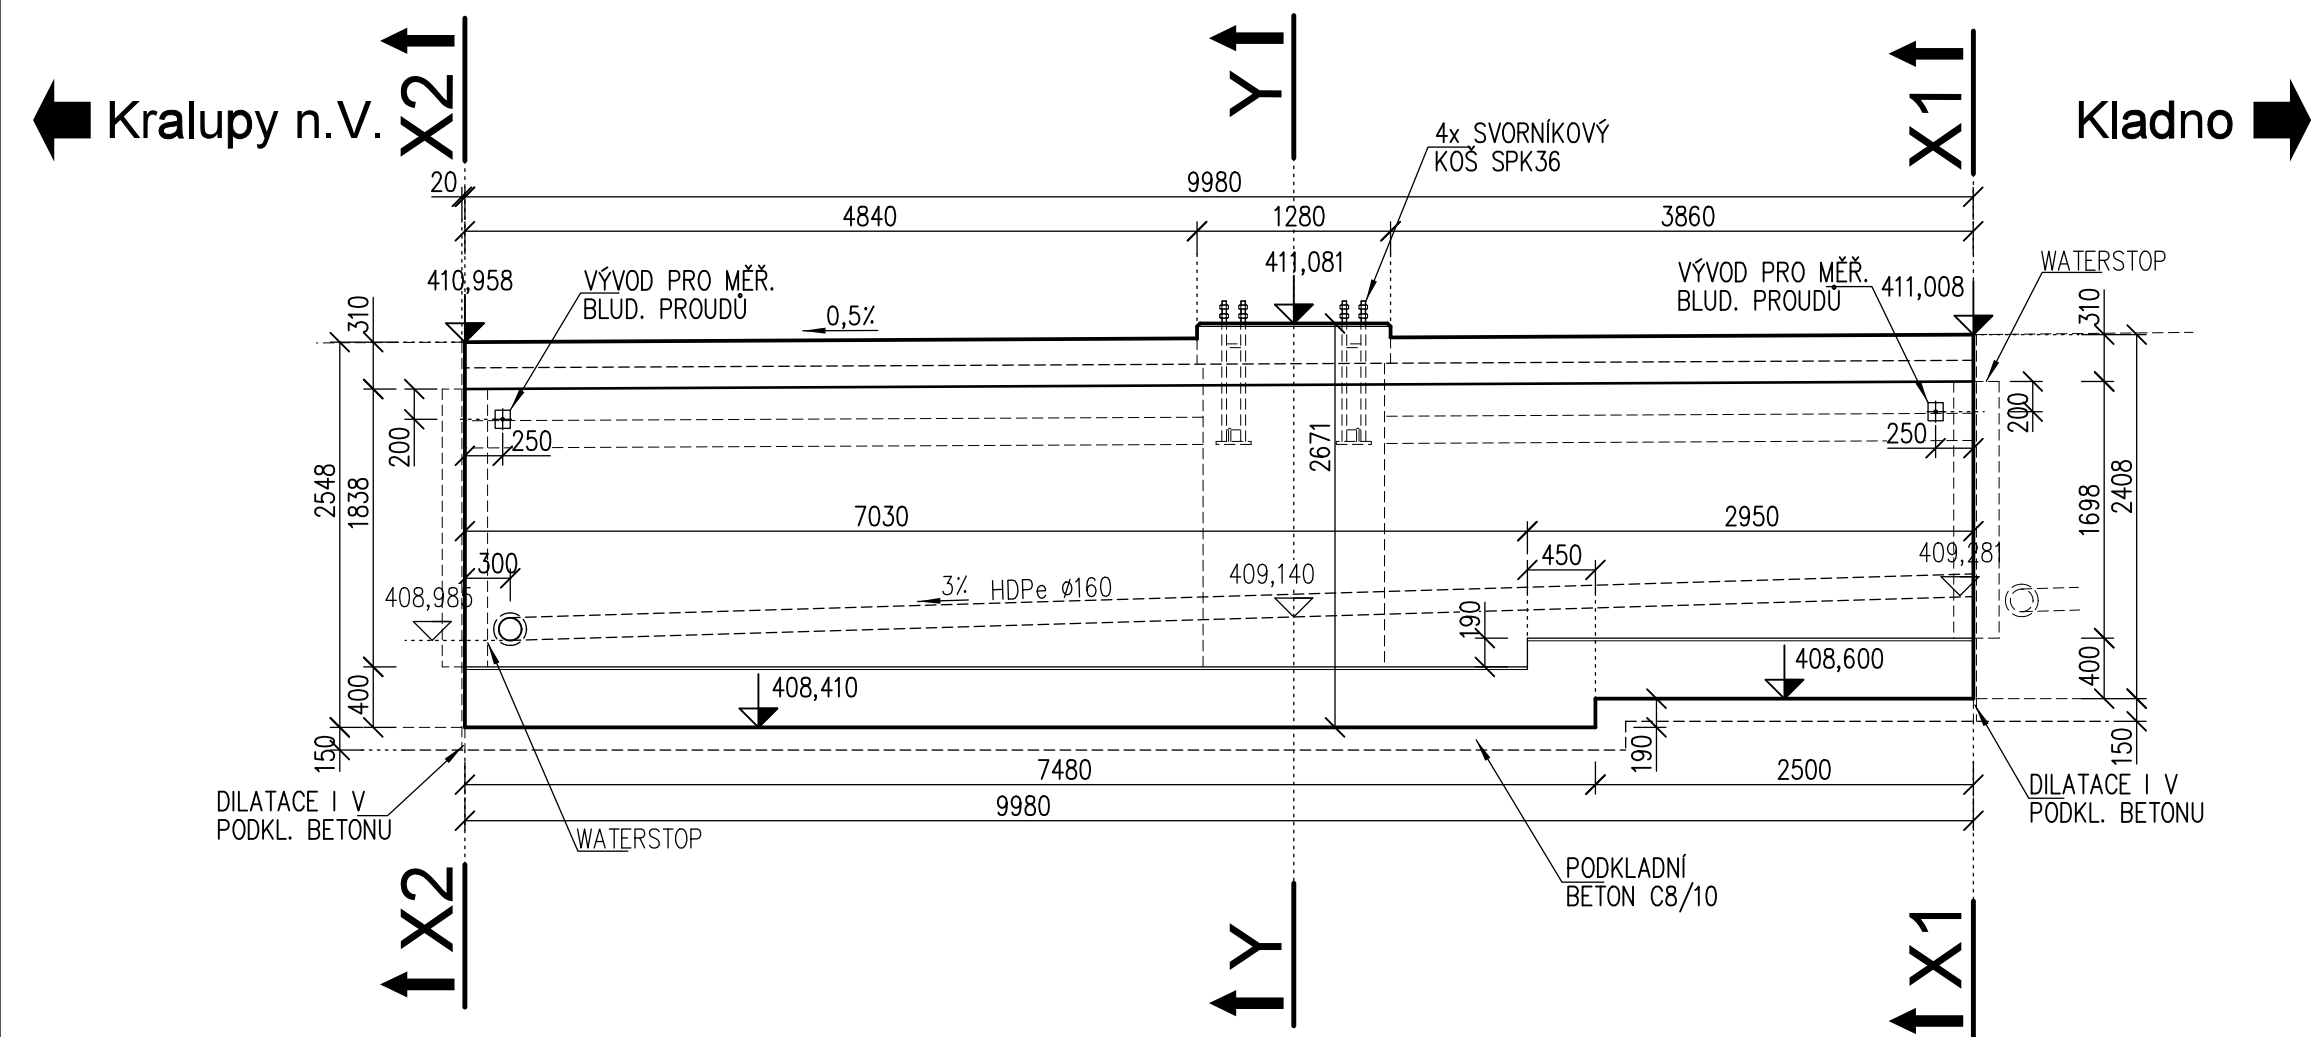 X2
Y
X1
Kralupy n.V.
Kladno
4x SVORNÍKOVÝ
KOŠ SPK36
20
9980
4840
1280
3860
410,958
VÝVOD PRO MĚŘ.
BLUD. PROUDŮ
411,081
VÝVOD PRO MĚŘ.
BLUD. PROUDŮ
411,008
WATERSTOP
310
0,5%
310
200
250
2671
250
200
2548
1838
7030
2950
1698
2408
300
450
409,281
408,985
3%
HDPe ø160
409,140
190
408,410
408,600
400
400
150
190
150
7480
2500
DILATACE I V
PODKL. BETONU
9980
DILATACE I V
PODKL. BETONU
WATERSTOP
PODKLADNÍ
BETON C8/10
X2
Y
X1